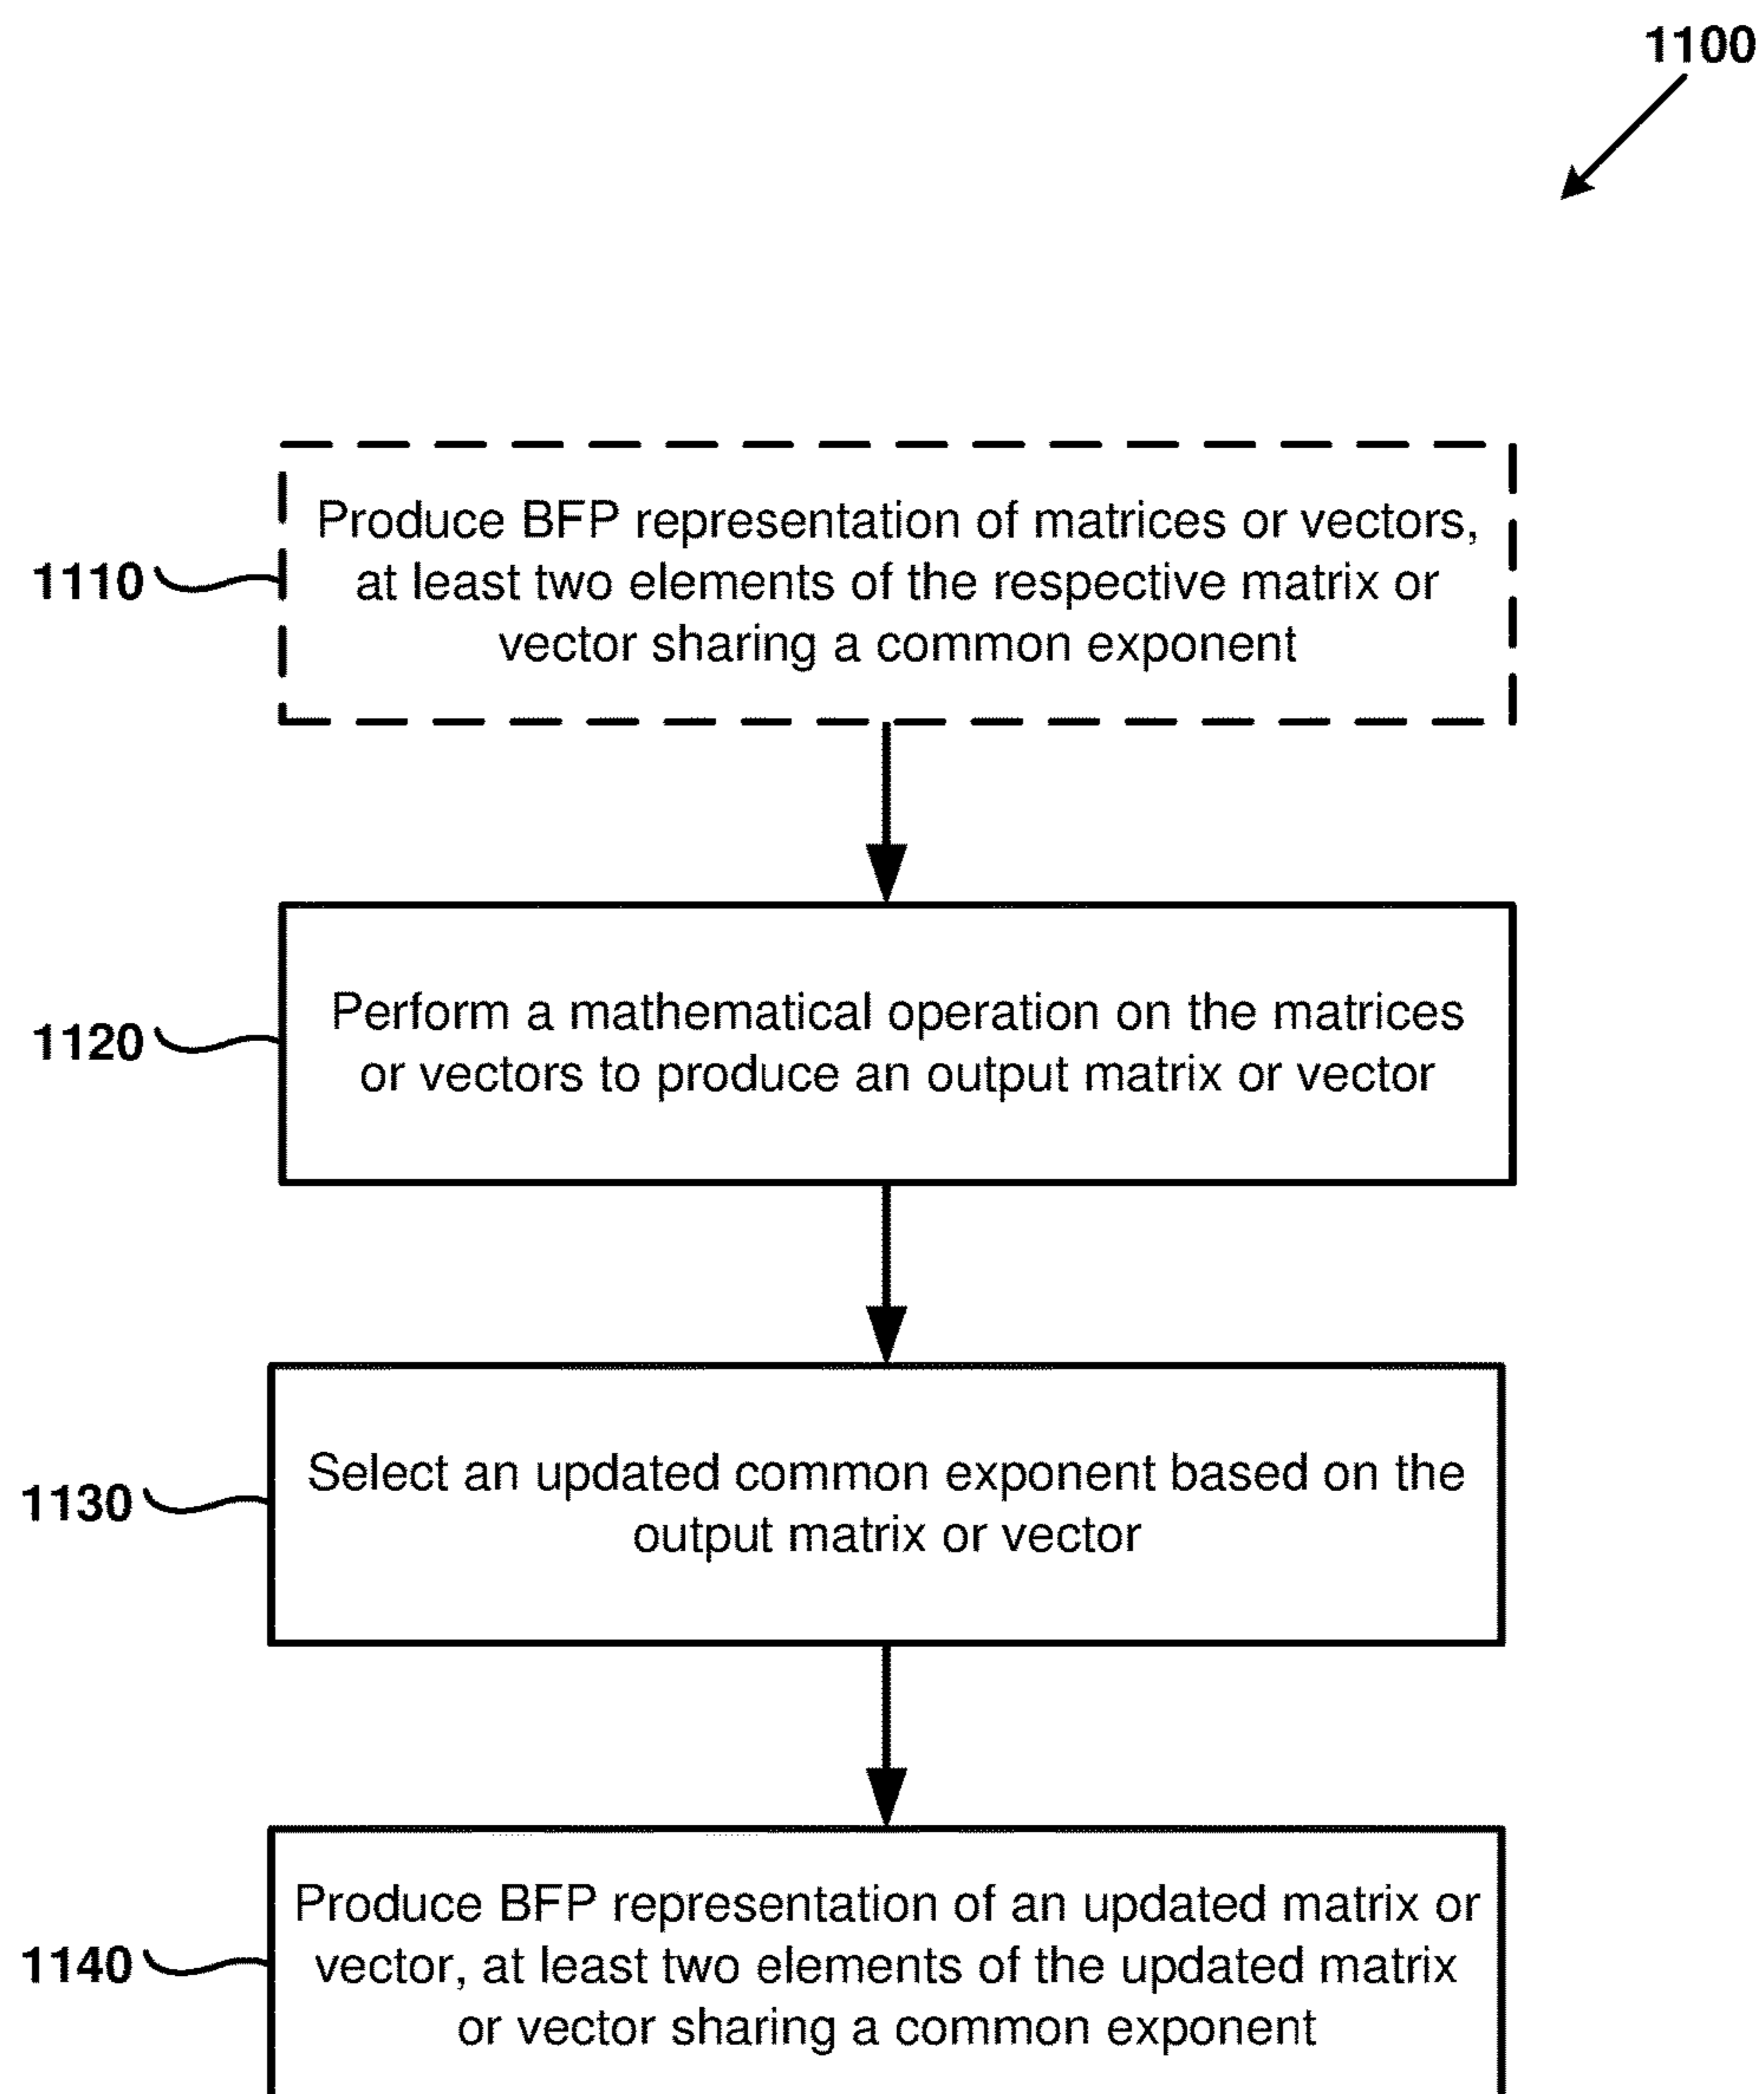 1100
Produce BFP representation of matrices or vectors,
at least two elements of the respective matrix or
vector sharing a common exponent
1110
Perform a mathematical operation on the matrices
or vectors to produce an output matrix or vector
1120
Select an updated common exponent based on the
output matrix or vector
1130
Produce BFP representation of an updated matrix or
vector, at least two elements of the updated matrix
or vector sharing a common exponent
1140